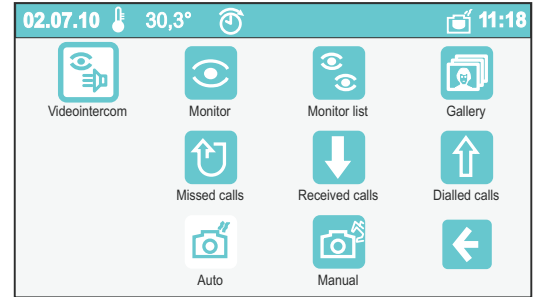 02.07.10 30,3° 11:18
Videointercom Monitor Monitor list Gallery
Missed calls Received calls Dialled calls
Auto Manual